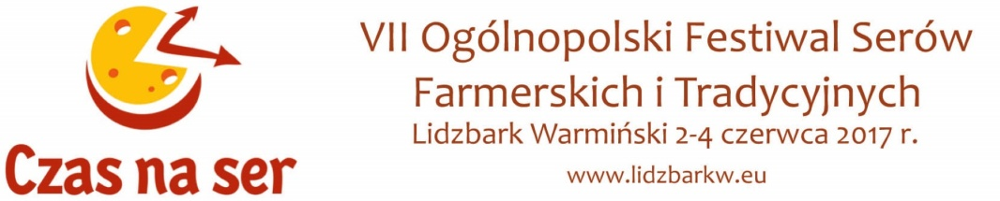 Czas na ser
VII Ogólnopolski Festiwal Serów
Farmerskich i Tradycyjnych
Lidzbark Warmiński 2-4 czerwca 2017 r.
www.lidzbarkw.eu